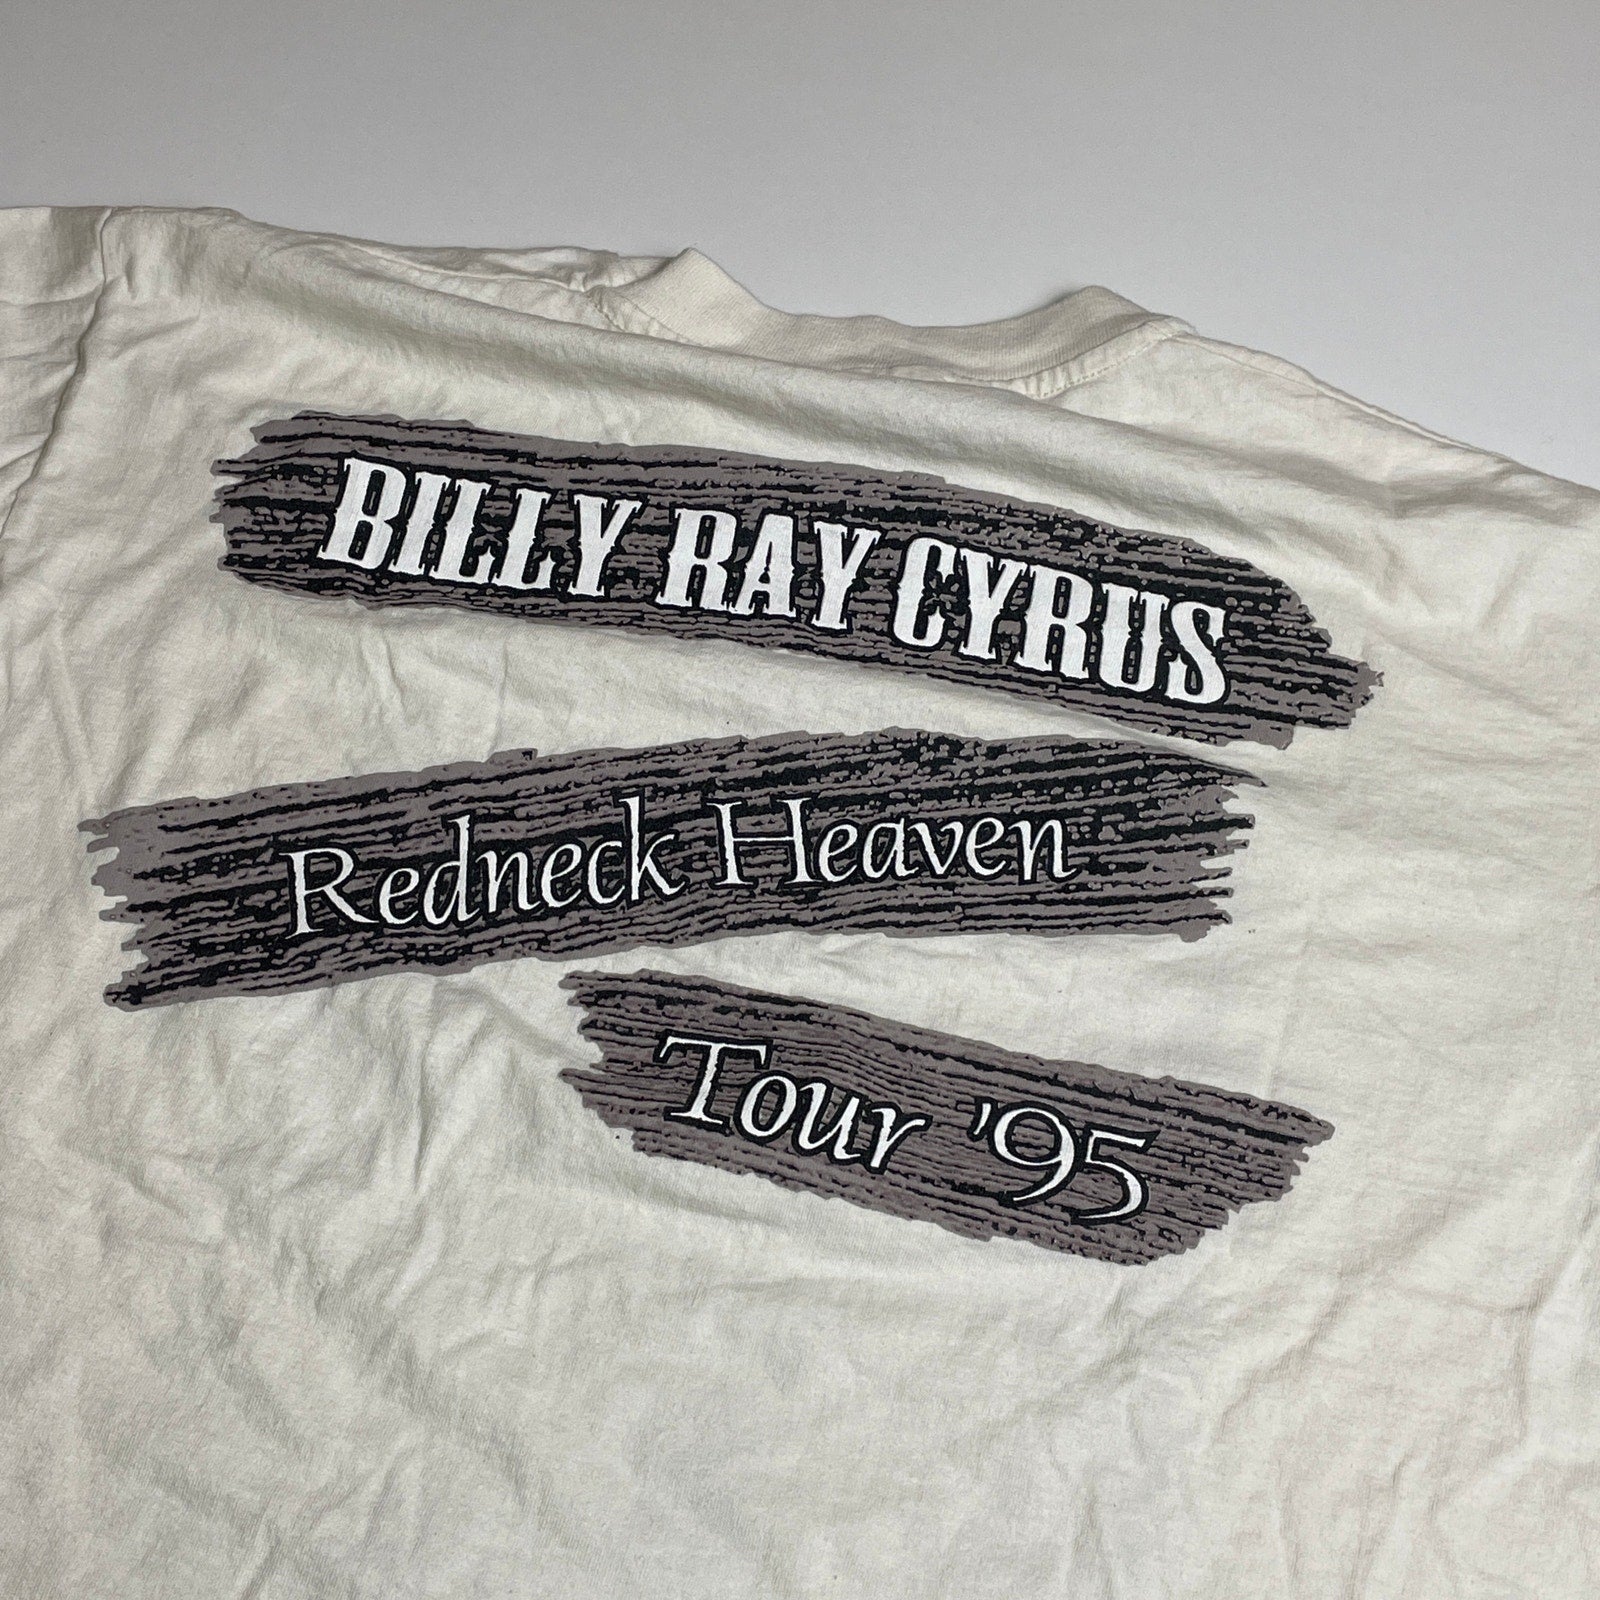 BILLY RAY CYRUS
Redneck Heaven
Tour '95